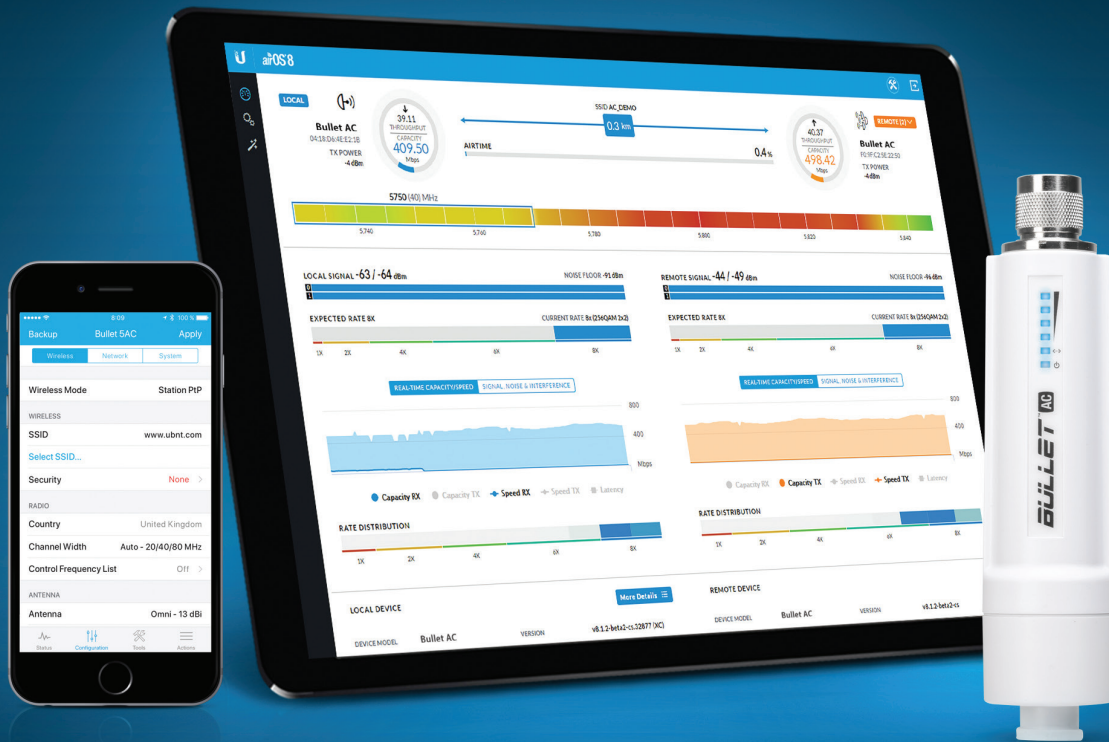 U airOS 8
LOCAL
Bullet AC
04:18:D6:4E:E2:1B
TX POWER
-4 dBm
39.11
THROUGHPUT
CAPACITY
409.50
Mbps
SSID AC_DEMO
0.3 km
AIRTIME
0.4 %
40.37
THROUGHPUT
CAPACITY
498.42
Mbps
REMOTE [2]
Bullet AC
TX POWER
-4dBm
5750 (40) MHz
5,740 5,760 5,780 5,800 5,820 5,840
LOCAL SIGNAL -63 / -64 dBm NOISE FLOOR -91 dBm
0
1
EXPECTED RATE 8X CURRENT RATE 8x (256QAM 2x2)
1X 2X 4X 6X 8X
REMOTE SIGNAL -44 / -49 dBm NOISE FLOOR -96 dBm
0
1
EXPECTED RATE 8X CURRENT RATE 8x (256QAM 2x2)
1X 2X 4X 6X 8X
REAL-TIME CAPACITY/SPEED SIGNAL, NOISE & INTERFERENCE
800
400
Mbps
Capacity RX Capacity TX Speed RX Speed TX Latency
REAL-TIME CAPACITY/SPEED SIGNAL, NOISE & INTERFERENCE
800
400
Mbps
Capacity RX Capacity TX Speed RX Speed TX Latency
RATE DISTRIBUTION
1X 2X 4X 6X 8X
RATE DISTRIBUTION
1X 2X 4X 6X 8X
LOCAL DEVICE More Details
DEVICE MODEL Bullet AC VERSION v8.1.2-beta2-cs.32877 (XC)
REMOTE DEVICE
DEVICE MODEL Bullet AC VERSION v8.1.2-beta2-cs
8:09 100 %
Backup Bullet 5AC Apply
Wireless Network System
Wireless Mode Station PtP
WIRELESS
SSID www.ubnt.com
Select SSID...
Security None
RADIO
Country United Kingdom
Channel Width Auto - 20/40/80 MHz
Control Frequency List Off
ANTENNA
Antenna Omni - 13 dBi
Status Configuration Tools Actions
BULLET AC